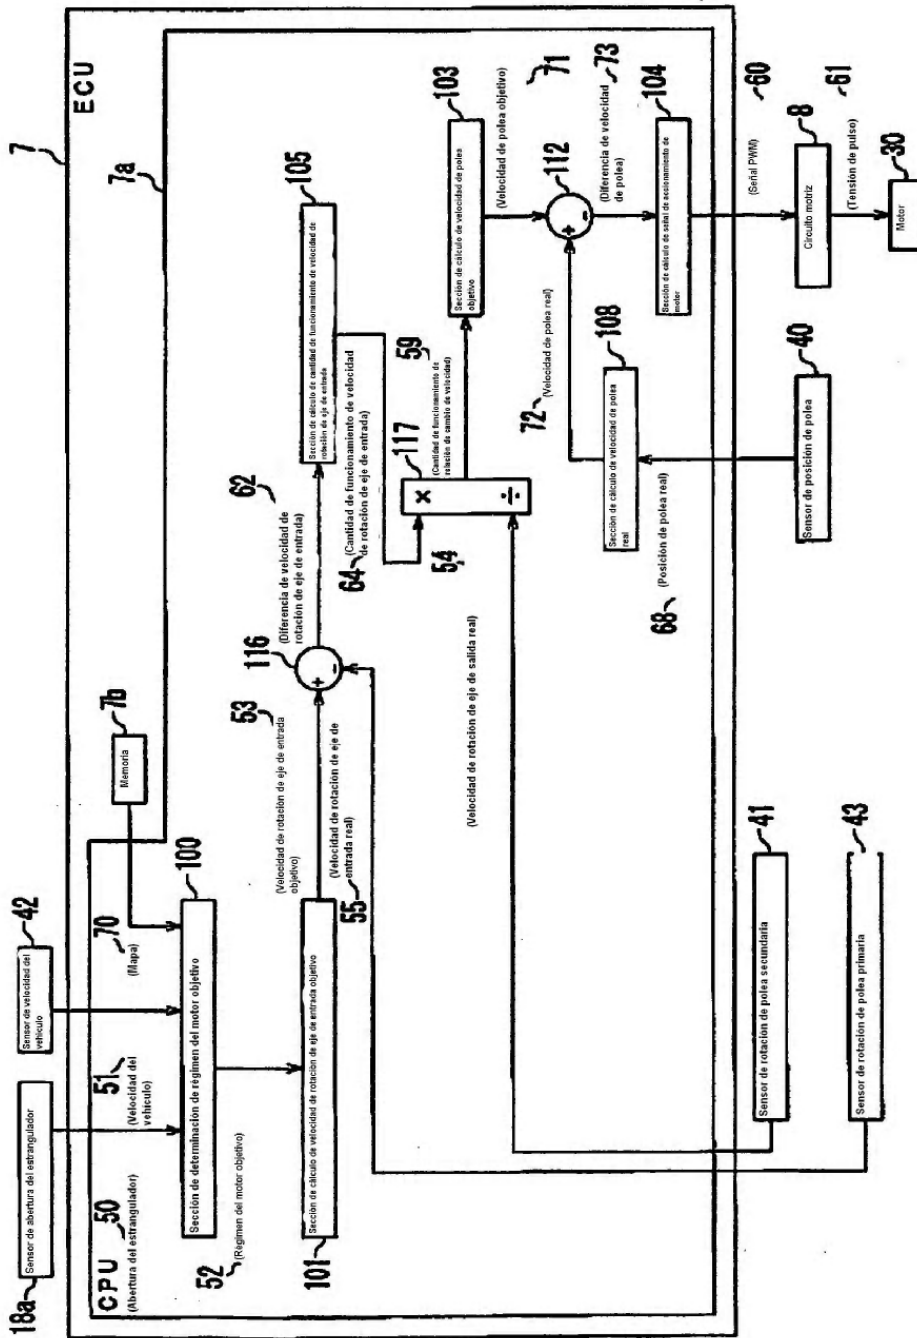 7
ECU
7a
CPU
18a
Sensor de abertura del estrangulador
42
Sensor de velocidad del
vehículo
50
(Abertura del estrangulador)
51
(Velocidad del
vehículo)
70
(Mapa)
7b
Memoria
100
Sección de determinación de régimen del motor objetivo
52
(Régimen del motor objetivo)
101
Sección de cálculo de velocidad de rotación de eje de entrada objetivo
53
(Velocidad de rotación de eje de entrada
objetivo)
(Velocidad de rotación de eje de
entrada real)
55
116
+
-
62
(Diferencia de velocidad de
rotación de eje de entrada)
105
Sección de cálculo de cantidad de funcionamiento de velocidad de
rotación de eje de entrada
64
(Cantidad de funcionamiento de velocidad
de rotación de eje de entrada)
59
(Cantidad de funcionamiento de
relación de cambio de velocidad)
117
×
÷
54
(Velocidad de rotación de eje de salida real)
103
Sección de cálculo de velocidad de polea
objetivo
71
(Velocidad de polea objetivo)
112
+
-
72
(Velocidad de polea real)
73
(Diferencia de velocidad
de polea)
108
Sección de cálculo de velocidad de polea
real
68
(Posición de polea real)
104
Sección de cálculo de señal de accionamiento de
motor
60
(Señal PWM)
8
Circuito motriz
61
(Tensión de pulso)
30
Motor
40
Sensor de posición de polea
41
Sensor de rotación de polea secundaria
43
Sensor de rotación de polea primaria